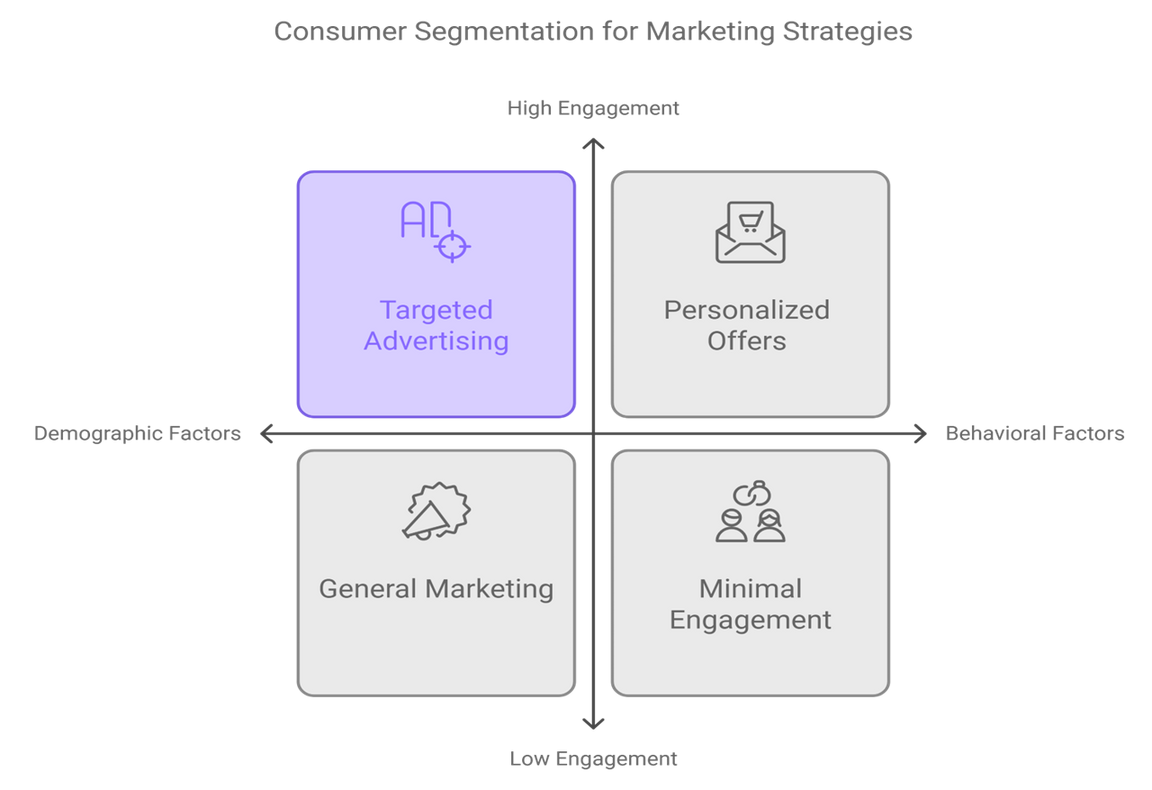 Consumer Segmentation for Marketing Strategies
High Engagement
AD
Targeted
Advertising
Personalized
Offers
Demographic Factors
Behavioral Factors
General Marketing
Minimal
Engagement
Low Engagement